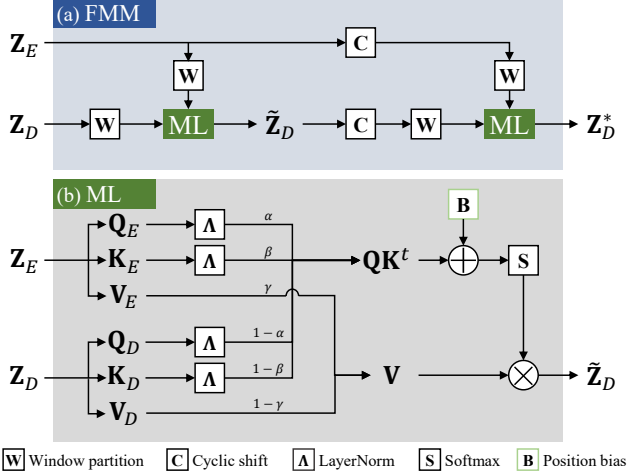 (a) FMM
Z_E C
W W
Z_D W ML Z̃_D C W ML Z*_D
(b) ML
B
Q_E Λ α
Z_E K_E Λ β QK^t S
V_E γ
Q_D Λ 1 − α
Z_D K_D Λ 1 − β V Z̃_D
V_D 1 − γ
W Window partition C Cyclic shift Λ LayerNorm S Softmax B Position bias